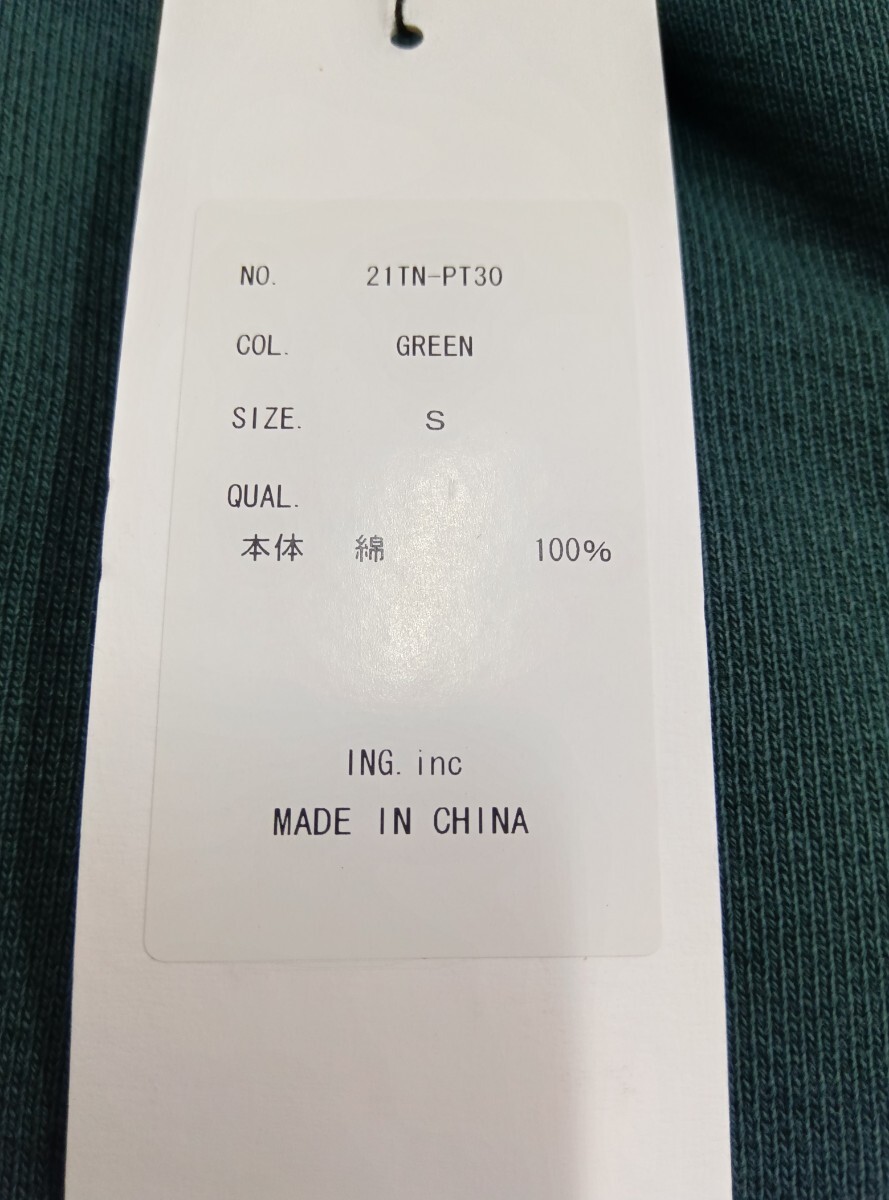 NO. 21TN-PT30
COL. GREEN
SIZE. S
QUAL.
本体 綿 100%
ING. inc
MADE IN CHINA